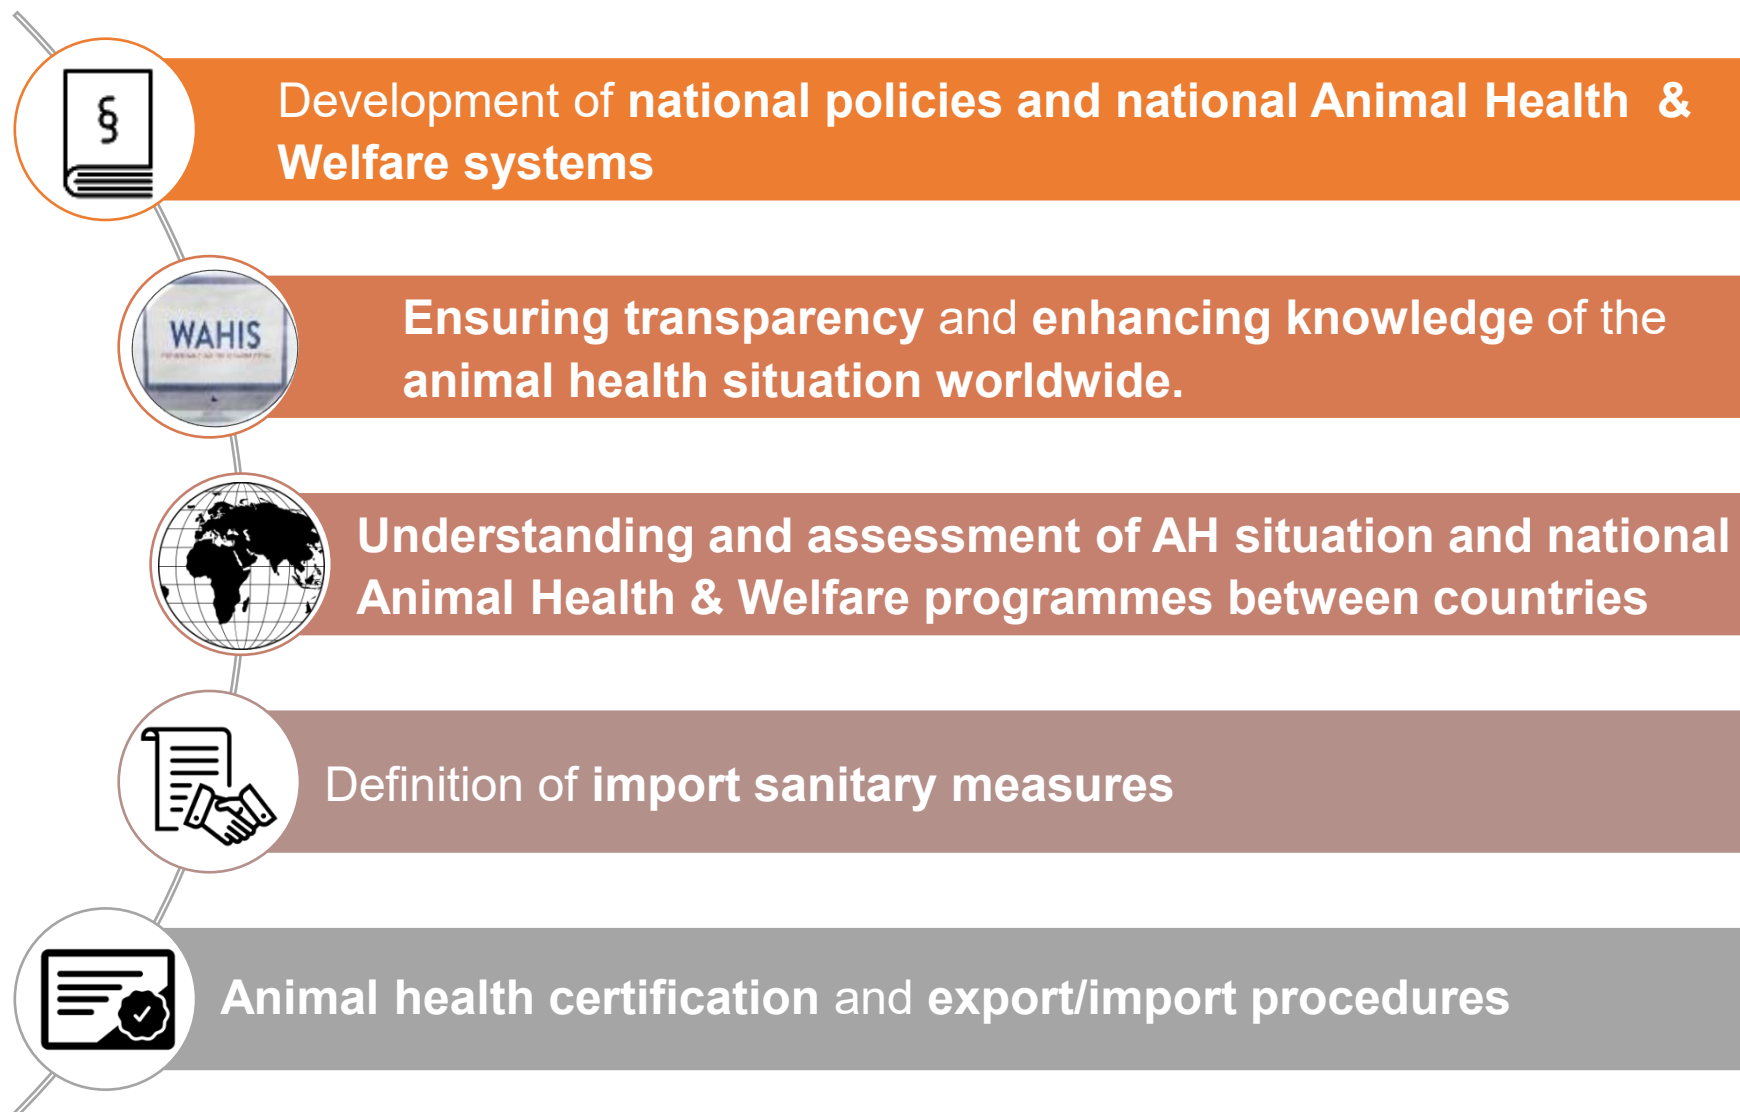 §
Development of national policies and national Animal Health &
Welfare systems
WAHIS
Ensuring transparency and enhancing knowledge of the
animal health situation worldwide.
Understanding and assessment of AH situation and national
Animal Health & Welfare programmes between countries
Definition of import sanitary measures
Animal health certification and export/import procedures